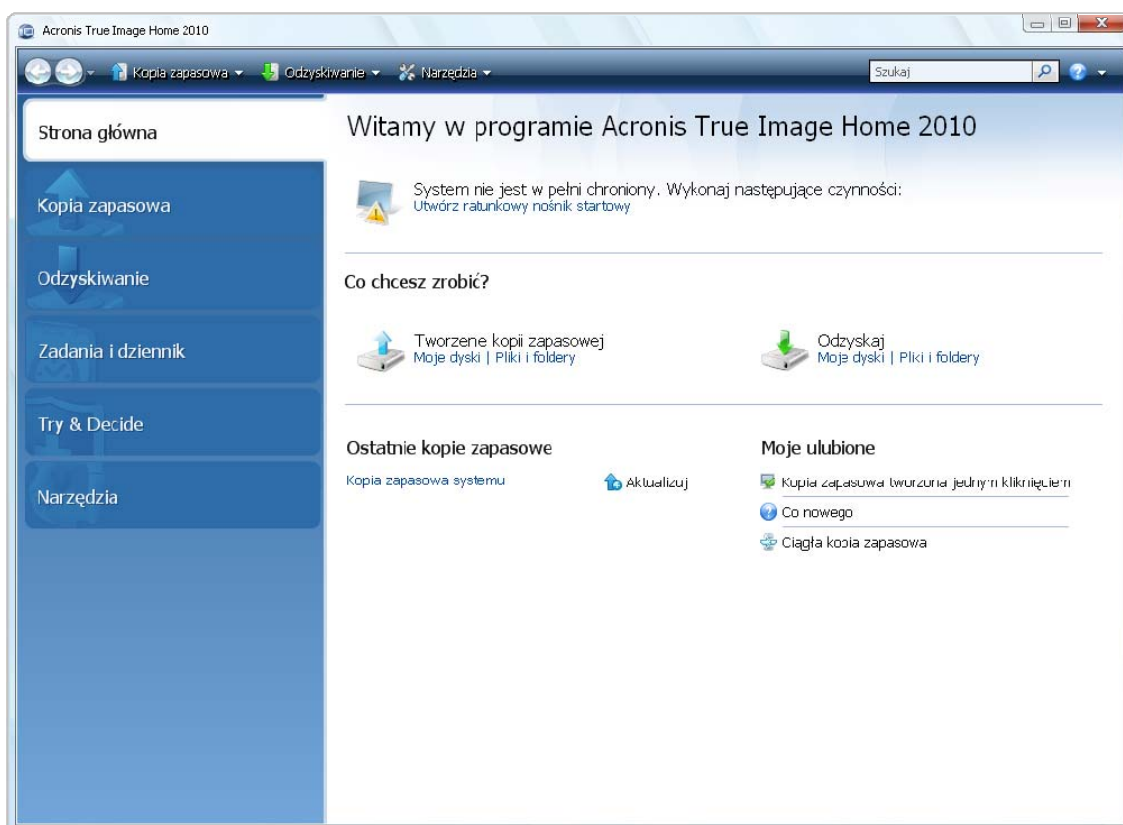 Acronis True Image Home 2010
Kopia zapasowa
Odzyskiwanie
Narzędzia
Szukaj
Strona główna
Kopia zapasowa
Odzyskiwanie
Zadania i dziennik
Try & Decide
Narzędzia
Witamy w programie Acronis True Image Home 2010
System nie jest w pełni chroniony. Wykonaj następujące czynności:
Utwórz ratunkowy nośnik startowy
Co chcesz zrobić?
Tworzene kopii zapasowej
Moje dyski | Pliki i foldery
Odzyskaj
Moje dyski | Pliki i foldery
Ostatnie kopie zapasowe
Kopia zapasowa systemu
Aktualizuj
Moje ulubione
Kopia zapasowa tworzona jednym kliknięciem
Co nowego
Ciągła kopia zapasowa